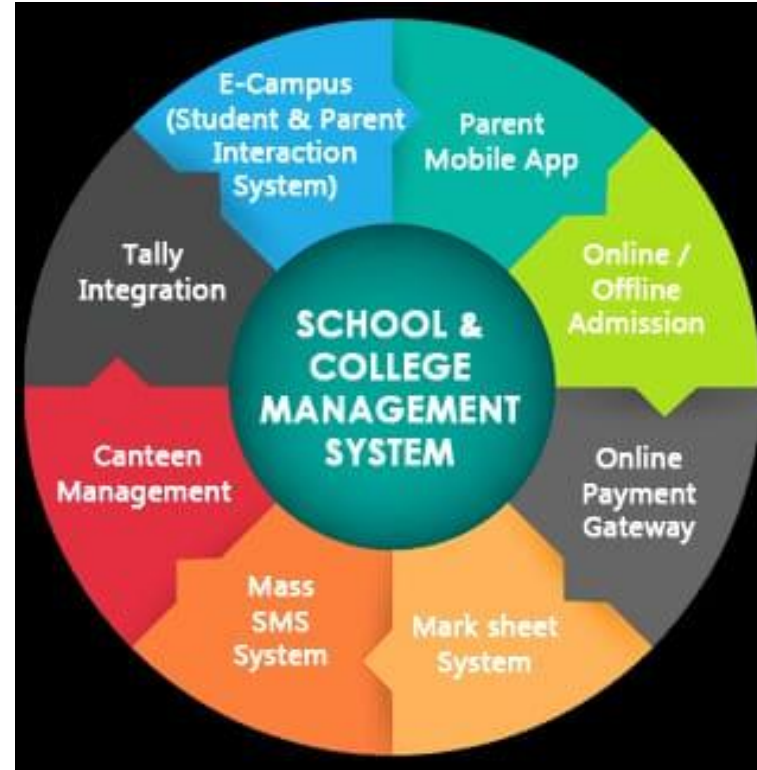 E-Campus
(Student & Parent
Interaction
System)
Parent
Mobile App
Online /
Offline
Admission
Online
Payment
Gateway
Mark sheet
System
Mass
SMS
System
Canteen
Management
Tally
Integration
SCHOOL &
COLLEGE
MANAGEMENT
SYSTEM